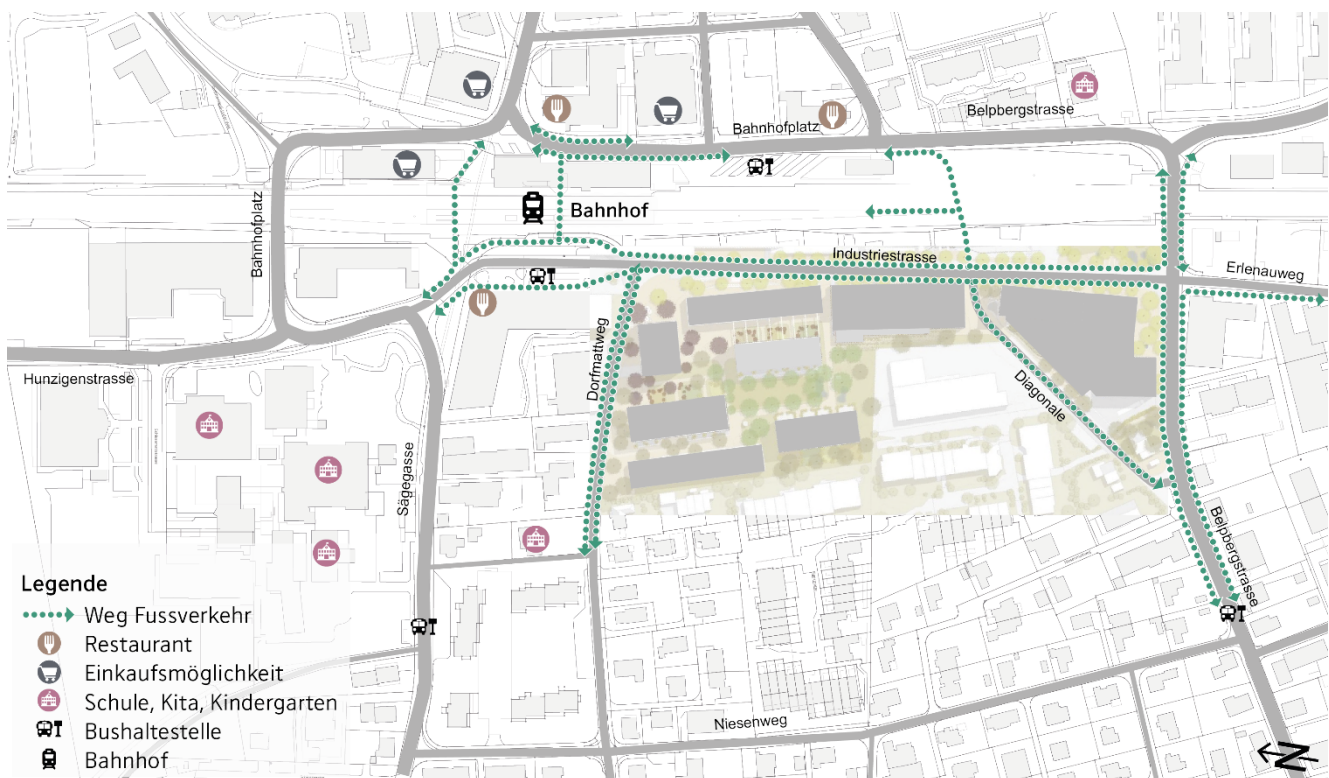 Belpbergstrasse
Bahnhofplatz
Bahnhofplatz
Bahnhof
Industriestrasse
Erlenauweg
Hunzigenstrasse
Dorfmattweg
Diagonale
Sägegasse
Belpbergstrasse
Niesenweg
Legende
Weg Fussverkehr
Restaurant
Einkaufsmöglichkeit
Schule, Kita, Kindergarten
Bushaltestelle
Bahnhof
N